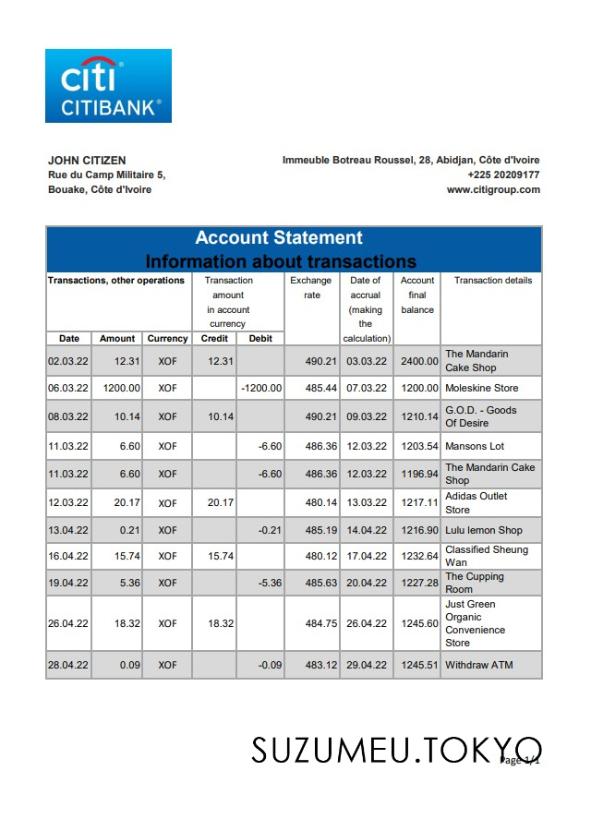 citi
CITIBANK®
JOHN CITIZEN
Rue du Camp Militaire 5,
Bouake, Côte d'Ivoire
Immeuble Botreau Roussel, 28, Abidjan, Côte d'Ivoire
+225 20209177
www.citigroup.com
Account Statement
Information about transactions
Transactions, other operations
Transaction
amount
in account
currency
Exchange
rate
Date of
accrual
(making
the
calculation)
Account
final
balance
Transaction details
Date Amount Currency Credit Debit
02.03.22 12.31 XOF 12.31 490.21 03.03.22 2400.00 The Mandarin
Cake Shop
06.03.22 1200.00 XOF -1200.00 485.44 07.03.22 1200.00 Moleskine Store
08.03.22 10.14 XOF 10.14 490.21 09.03.22 1210.14 G.O.D. - Goods
Of Desire
11.03.22 6.60 XOF -6.60 486.36 12.03.22 1203.54 Mansons Lot
11.03.22 6.60 XOF -6.60 486.36 12.03.22 1196.94 The Mandarin Cake
Shop
12.03.22 20.17 XOF 20.17 480.14 13.03.22 1217.11 Adidas Outlet
Store
13.04.22 0.21 XOF -0.21 485.19 14.04.22 1216.90 Lulu lemon Shop
16.04.22 15.74 XOF 15.74 480.12 17.04.22 1232.64 Classified Sheung
Wan
19.04.22 5.36 XOF -5.36 485.63 20.04.22 1227.28 The Cupping
Room
26.04.22 18.32 XOF 18.32 484.75 26.04.22 1245.60 Just Green
Organic
Convenience
Store
28.04.22 0.09 XOF -0.09 483.12 29.04.22 1245.51 Withdraw ATM
SUZUMEU.TOKYO
Page 1/1